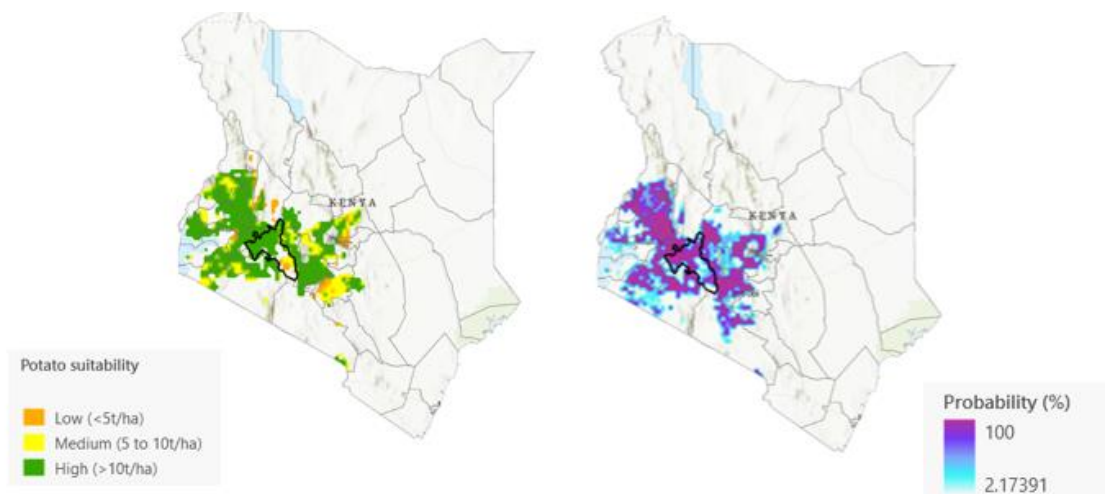 KENYA
KENYA
Potato suitability
Low (<5t/ha)
Medium (5 to 10t/ha)
High (>10t/ha)
Probability (%)
100
2.17391